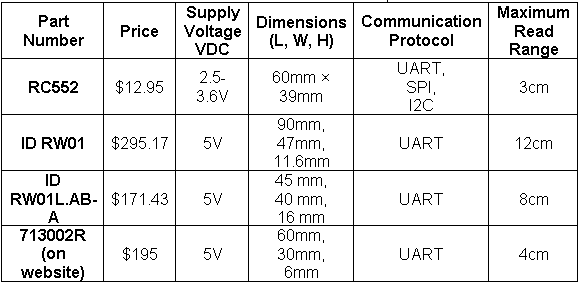 Part Number Price Supply Voltage VDC Dimensions (L, W, H) Communication Protocol Maximum Read Range
RC552 $12.95 2.5-3.6V 60mm × 39mm UART, SPI, I2C 3cm
ID RW01 $295.17 5V 90mm, 47mm, 11.6mm UART 12cm
ID RW01L.AB-A $171.43 5V 45 mm, 40 mm, 16 mm UART 8cm
713002R (on website) $195 5V 60mm, 30mm, 6mm UART 4cm